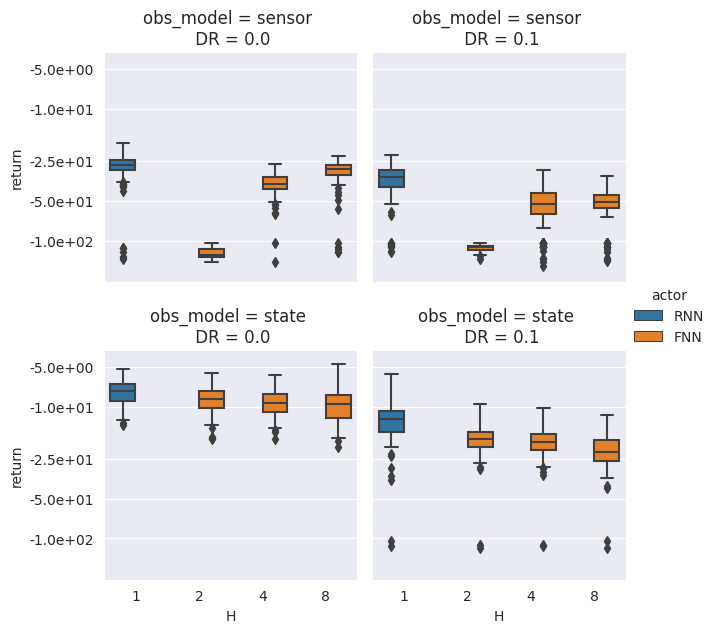 obs_model = sensor
DR = 0.0
obs_model = sensor
DR = 0.1
-5.0e+00
-1.0e+01
-2.5e+01
-5.0e+01
-1.0e+02
return
actor
RNN
FNN
obs_model = state
DR = 0.0
obs_model = state
DR = 0.1
-5.0e+00
-1.0e+01
-2.5e+01
-5.0e+01
-1.0e+02
return
1 2 4 8
H
1 2 4 8
H